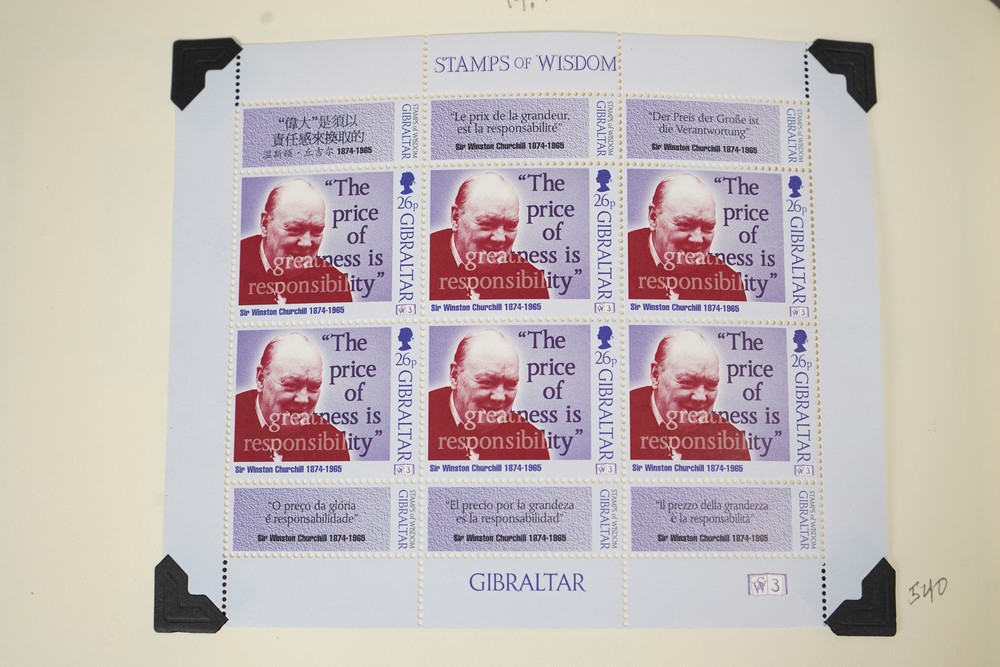 STAMPS OF WISDOM
“偉大”是須以
責任感來換取的
溫斯頓·丘吉尔 1874-1965
STAMPS of WISDOM
GIBRALTAR
“Le prix de la grandeur,
est la responsabilité”
Sir Winston Churchill 1874-1965
STAMPS of WISDOM
GIBRALTAR
“Der Preis der Große ist
die Verantwortung”
Sir Winston Churchill 1874-1965
STAMPS of WISDOM
GIBRALTAR
“The
price
of
greatness is
responsibility”
26p
GIBRALTAR
Sir Winston Churchill 1874-1965
W 3
“The
price
of
greatness is
responsibility”
26p
GIBRALTAR
Sir Winston Churchill 1874-1965
W 3
“The
price
of
greatness is
responsibility”
26p
GIBRALTAR
Sir Winston Churchill 1874-1965
W 3
“The
price
of
greatness is
responsibility”
26p
GIBRALTAR
Sir Winston Churchill 1874-1965
W 3
“The
price
of
greatness is
responsibility”
26p
GIBRALTAR
Sir Winston Churchill 1874-1965
W 3
“The
price
of
greatness is
responsibility”
26p
GIBRALTAR
Sir Winston Churchill 1874-1965
W 3
“O preço da glória
é responsabilidade”
Sir Winston Churchill 1874-1965
STAMPS of WISDOM
GIBRALTAR
“El precio por la grandeza
es la responsabilidad”
Sir Winston Churchill 1874-1965
STAMPS of WISDOM
GIBRALTAR
“Il prezzo della grandezza
è la responsabilità”
Sir Winston Churchill 1874-1965
STAMPS of WISDOM
GIBRALTAR
GIBRALTAR
W 3
540